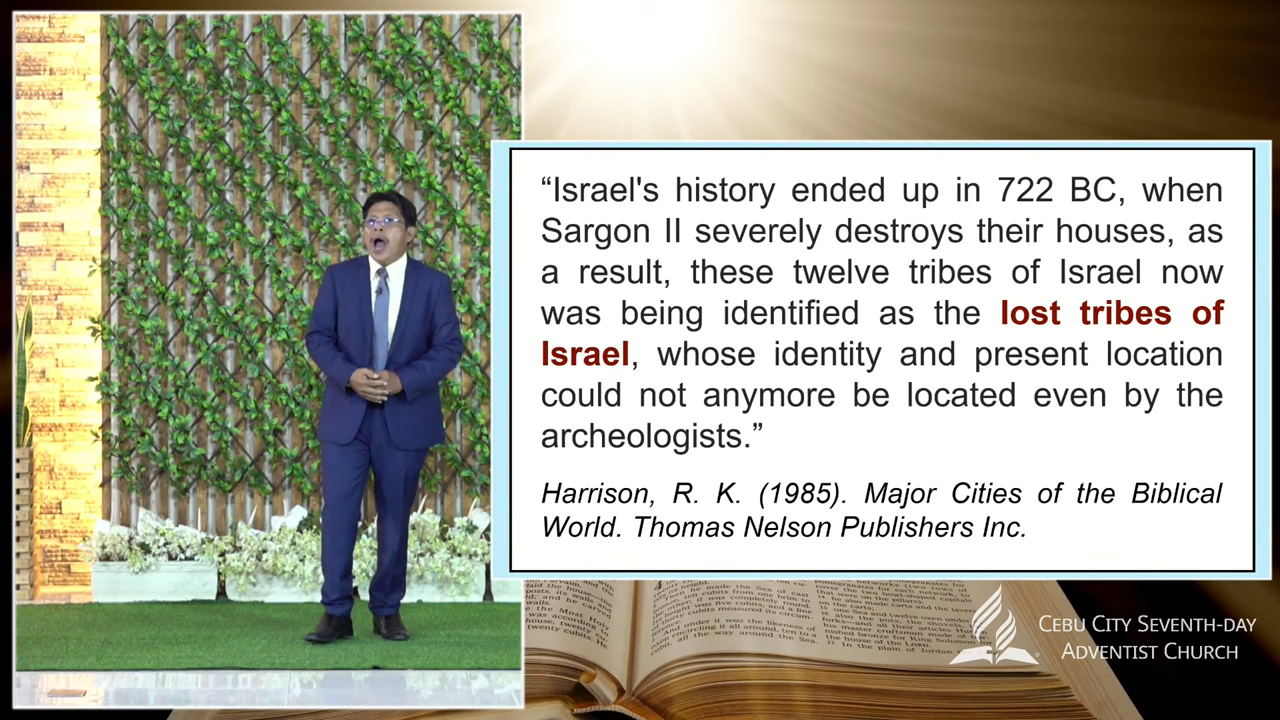 “Israel's history ended up in 722 BC, when
Sargon II severely destroys their houses, as
a result, these twelve tribes of Israel now
was being identified as the lost tribes of
Israel, whose identity and present location
could not anymore be located even by the
archeologists.”
Harrison, R. K. (1985). Major Cities of the Biblical
World. Thomas Nelson Publishers Inc.
CEBU CITY SEVENTH-DAY
ADVENTIST CHURCH